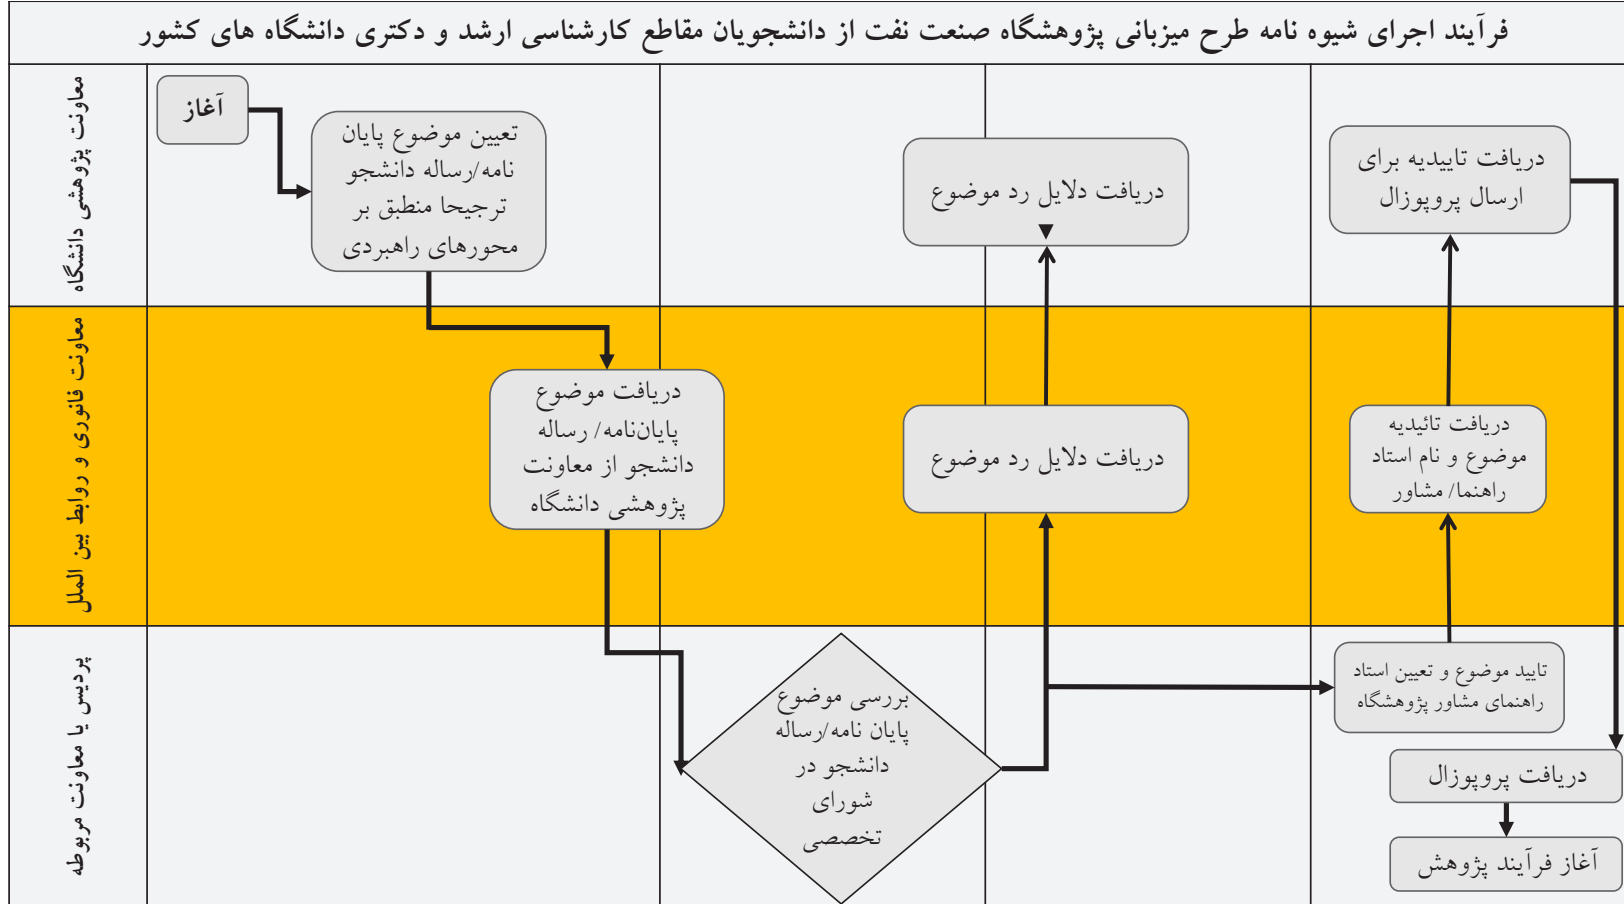 فرآیند اجرای شیوه نامه طرح میزبانی پژوهشگاه صنعت نفت از دانشجویان مقاطع کارشناسی ارشد و دکتری دانشگاه های کشور
معاونت پژوهشی دانشگاه
آغاز
تعیین موضوع پایان
نامه/رساله دانشجو
ترجیحا منطبق بر
محورهای راهبردی
دریافت دلایل رد موضوع
دریافت تاییدیه برای
ارسال پروپوزال
معاونت فانوری و روابط بین الملل
دریافت موضوع
پایان‌نامه/ رساله
دانشجو از معاونت
پژوهشی دانشگاه
دریافت دلایل رد موضوع
دریافت تائیدیه
موضوع و نام استاد
راهنما/ مشاور
پردیس یا معاونت مربوطه
بررسی موضوع
پایان نامه/رساله
دانشجو در
شورای
تخصصی
تایید موضوع و تعیین استاد
راهنمای مشاور پژوهشگاه
دریافت پروپوزال
آغاز فرآیند پژوهش